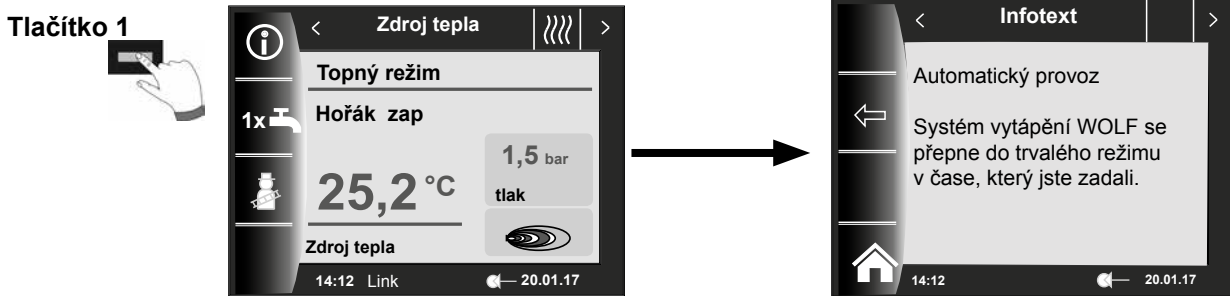 Tlačítko 1
Zdroj tepla
Topný režim
1x
Hořák zap
1,5 bar
25,2 °C
tlak
Zdroj tepla
14:12 Link 20.01.17
Infotext
Automatický provoz
Systém vytápění WOLF se
přepne do trvalého režimu
v čase, který jste zadali.
14:12 20.01.17